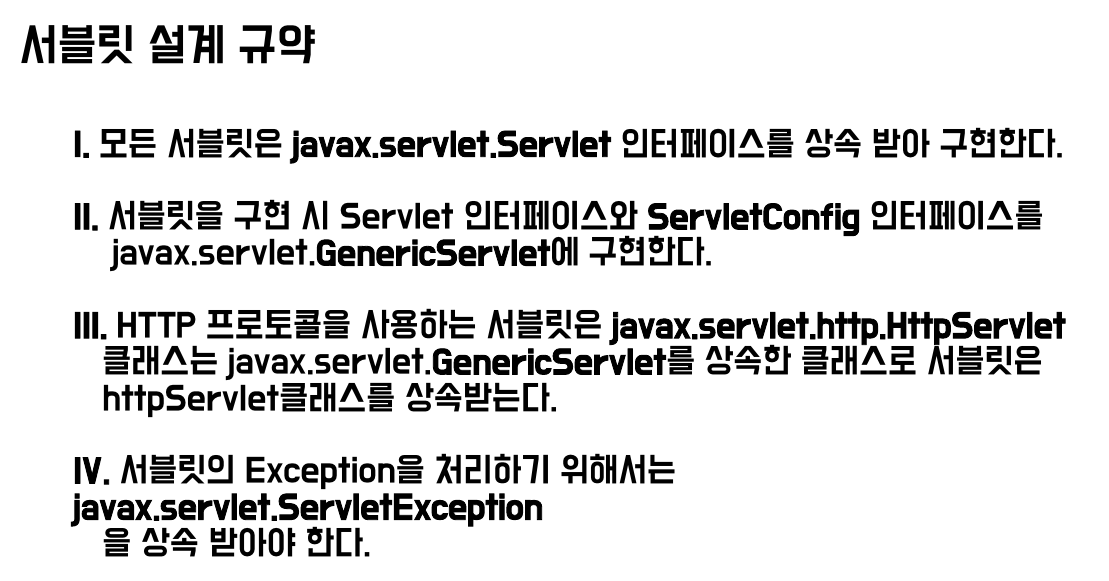 서블릿 설계 규약
I. 모든 서블릿은 javax.servlet.Servlet 인터페이스를 상속 받아 구현한다.
II. 서블릿을 구현 시 Servlet 인터페이스와 ServletConfig 인터페이스를
javax.servlet.GenericServlet에 구현한다.
III. HTTP 프로토콜을 사용하는 서블릿은 javax.servlet.http.HttpServlet
클래스는 javax.servlet.GenericServlet를 상속한 클래스로 서블릿은
httpServlet클래스를 상속받는다.
IV. 서블릿의 Exception을 처리하기 위해서는
javax.servlet.ServletException
을 상속 받아야 한다.